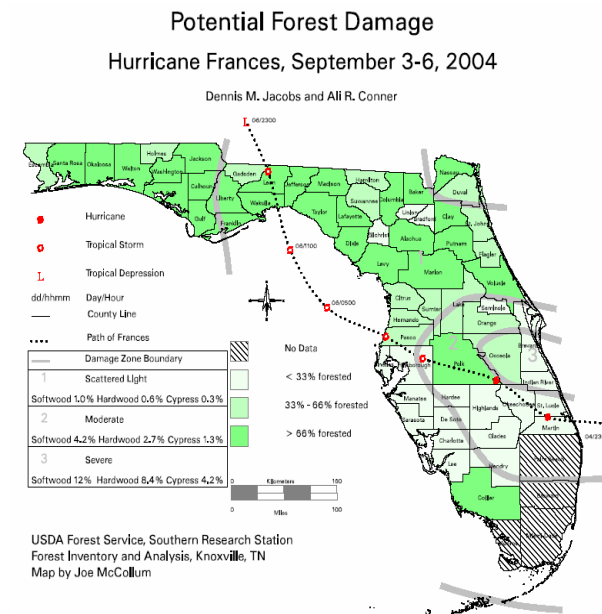 Potential Forest Damage
Hurricane Frances, September 3-6, 2004
Dennis M. Jacobs and Ali R. Conner
L 06/2300
Holmes
Jackson
Santa Rosa
Okaloosa
Walton
Washington
Calhoun
Gulf
Liberty
Franklin
Gadsden
Leon
Jefferson
Madison
Hamilton
Wakulla
Taylor
Suwannee
Columbia
Baker
Nassau
Duval
Lafayette
Union
Bradford
Clay
St. Johns
Dixie
Gilchrist
Alachua
Putnam
Flagler
Levy
Marion
Volusia
Citrus
Sumter
Lake
Seminole
Hernando
Orange
Pasco
Osceola
Brevard
Polk
Indian River
Manatee
Hardee
Highlands
St. Lucie
Sarasota
De Soto
Martin
Charlotte
Glades
Lee
Hendry
Collier
06/1100
06/0500
04/23
2
3
Hurricane
Tropical Storm
L Tropical Depression
dd/hhmm Day/Hour
County Line
Path of Frances
Damage Zone Boundary
1 Scattered Light
Softwood 1.0% Hardwood 0.6% Cypress 0.3%
2 Moderate
Softwood 4.2% Hardwood 2.7% Cypress 1.3%
3 Severe
Softwood 12% Hardwood 8.4% Cypress 4.2%
No Data
< 33% forested
33% - 66% forested
> 66% forested
Kilometers
0 80 160
Miles
USDA Forest Service, Southern Research Station
Forest Inventory and Analysis, Knoxville, TN
Map by Joe McCollum